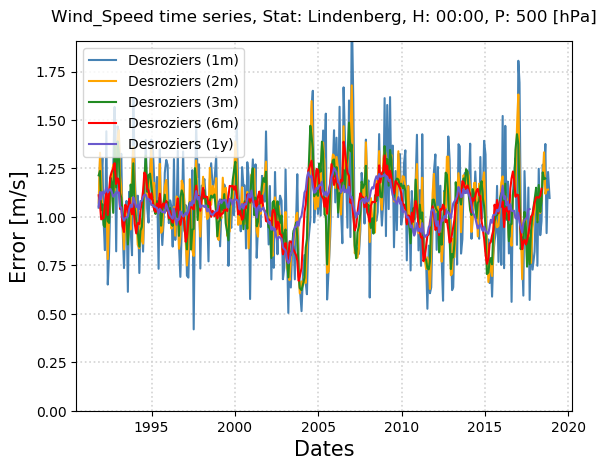 Wind_Speed time series, Stat: Lindenberg, H: 00:00, P: 500 [hPa]
Desroziers (1m)
Desroziers (2m)
Desroziers (3m)
Desroziers (6m)
Desroziers (1y)
Error [m/s]
1.75
1.50
1.25
1.00
0.75
0.50
0.25
0.00
1995 2000 2005 2010 2015 2020
Dates